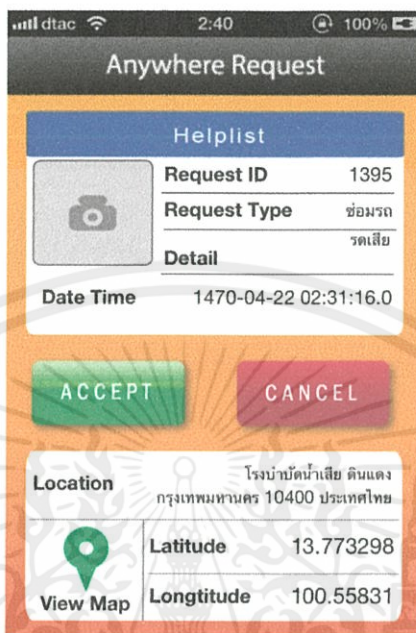 dtac 2:40 100%
Anywhere Request
Helplist
Request ID 1395
Request Type ซ่อมรถ
รถเสีย
Detail
Date Time 1470-04-22 02:31:16.0
ACCEPT CANCEL
Location โรงบำบัดน้ำเสีย ดินแดง
กรุงเทพมหานคร 10400 ประเทศไทย
Latitude 13.773298
View Map Longtitude 100.55831